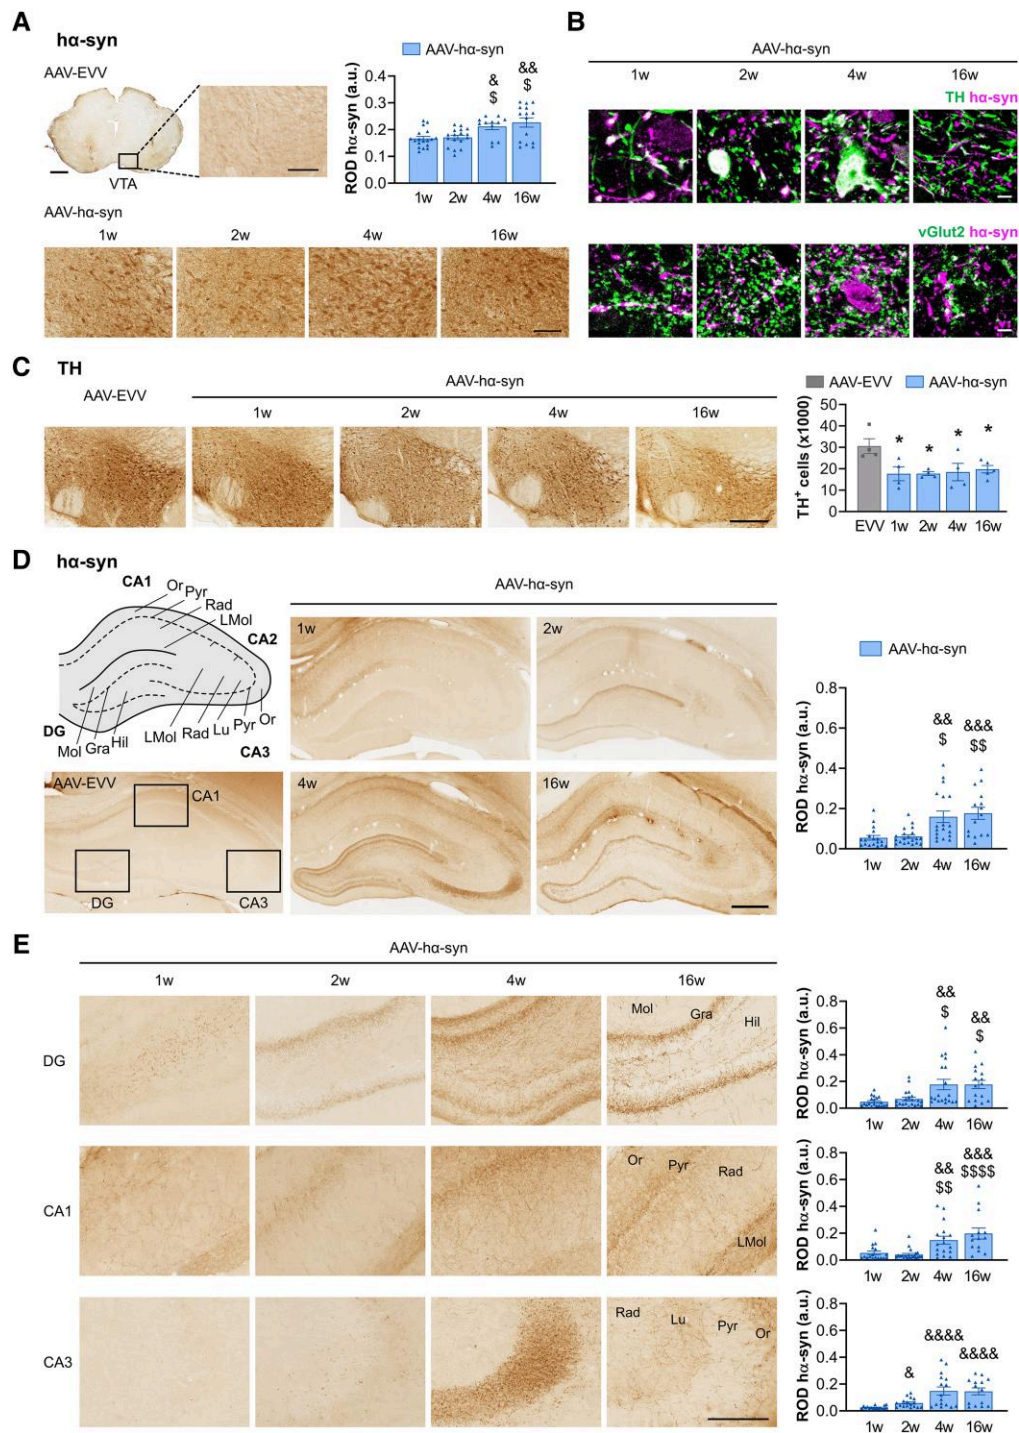 A
hα-syn
AAV-EVV
VTA
AAV-hα-syn
1w 2w 4w 16w
AAV-hα-syn
ROD hα-syn (a.u.)
0.4
0.3
0.2
0.1
0.0
& $
&& $
1w 2w 4w 16w
B
AAV-hα-syn
1w 2w 4w 16w
TH hα-syn
vGlut2 hα-syn
C
TH
AAV-EVV
AAV-hα-syn
1w 2w 4w 16w
AAV-EVV AAV-hα-syn
TH⁺ cells (x1000)
50
40
30
20
10
0
* * * *
EVV 1w 2w 4w 16w
D
hα-syn
CA1 Or Pyr
Rad
LMol
CA2
DG
Mol Gra Hil LMol Rad Lu Pyr Or
CA3
AAV-EVV
CA1
DG
CA3
AAV-hα-syn
1w
2w
4w
16w
AAV-hα-syn
ROD hα-syn (a.u.)
0.8
0.6
0.4
0.2
0.0
&& $
&&& $$
1w 2w 4w 16w
E
AAV-hα-syn
1w 2w 4w 16w
DG
Mol Gra Hil
ROD hα-syn (a.u.)
0.8
0.6
0.4
0.2
0.0
&& $
&& $
1w 2w 4w 16w
CA1
Or Pyr Rad
LMol
ROD hα-syn (a.u.)
0.8
0.6
0.4
0.2
0.0
&& $$
&&& $$$$
1w 2w 4w 16w
CA3
Rad Lu Pyr Or
ROD hα-syn (a.u.)
0.8
0.6
0.4
0.2
0.0
&
&&&& &&&&
1w 2w 4w 16w